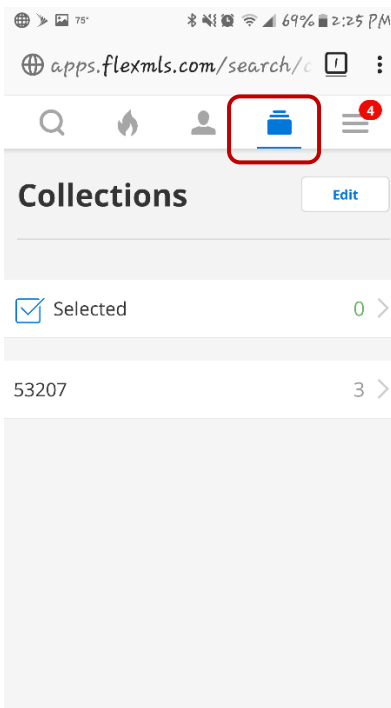 75° 69% 2:25 PM
apps.flexmls.com/search/c 1
4
Collections Edit
Selected 0
53207 3